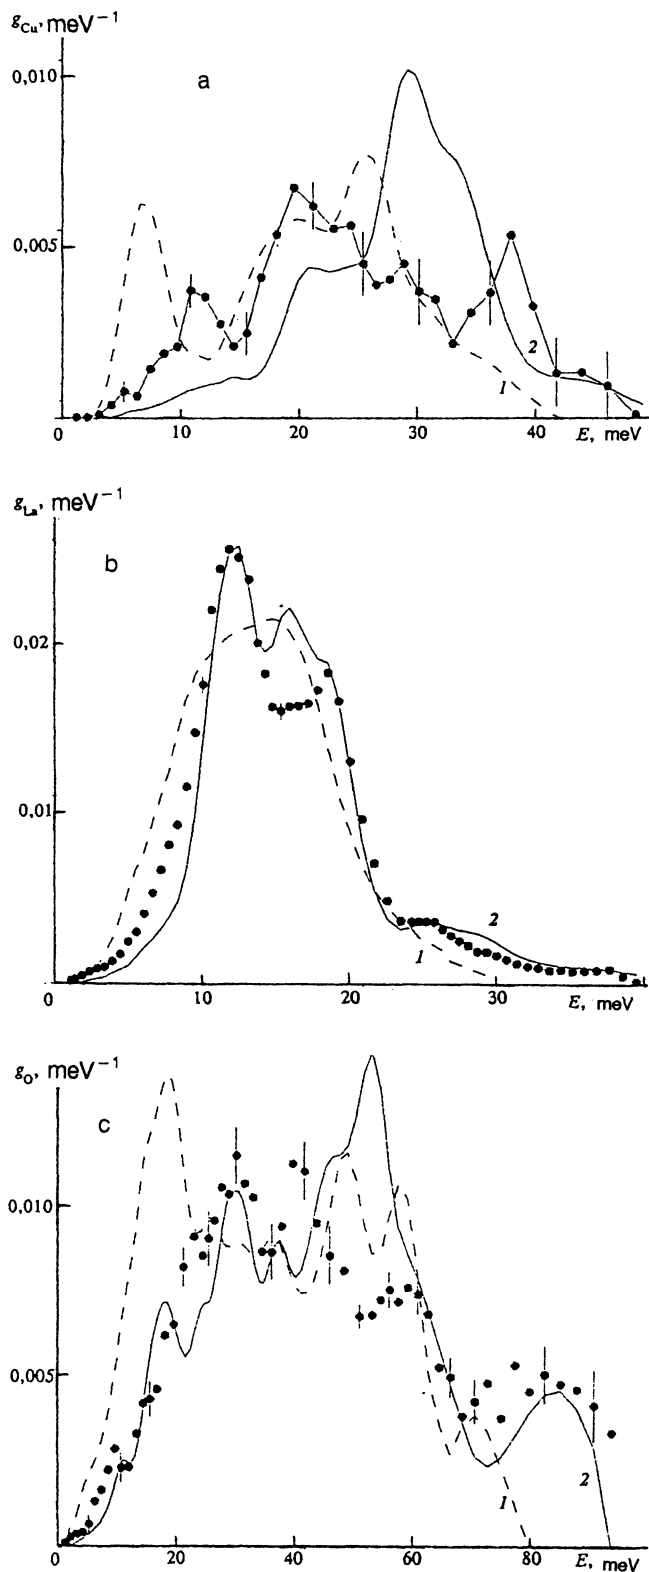 g_Cu, meV⁻¹
a
0,010
0,005
2
1
0 10 20 30 40 E, meV
g_La, meV⁻¹
b
0,02
0,01
2
1
0 10 20 30 E, meV
g_O, meV⁻¹
c
0,010
0,005
2
1
0 20 40 60 80 E, meV